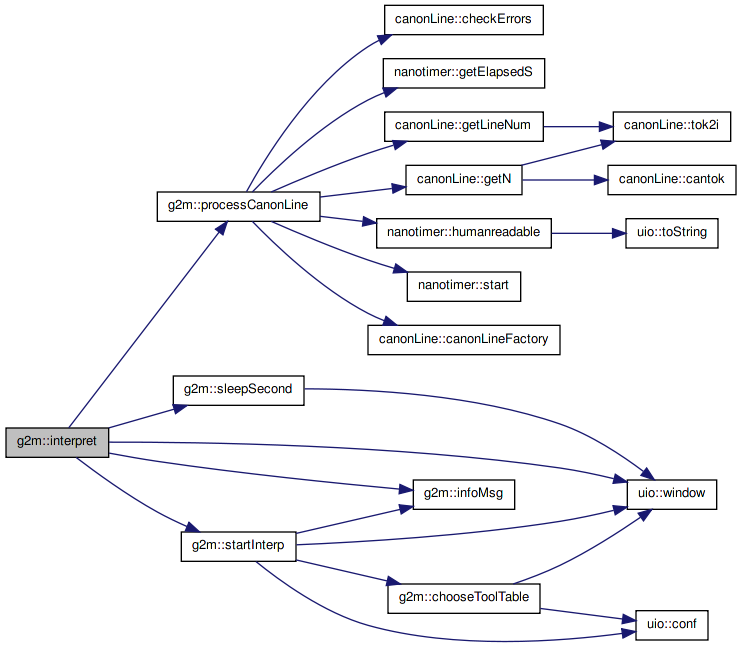 canonLine::checkErrors
nanotimer::getElapsedS
canonLine::getLineNum
canonLine::tok2i
canonLine::getN
canonLine::cantok
g2m::processCanonLine
nanotimer::humanreadable
uio::toString
nanotimer::start
canonLine::canonLineFactory
g2m::sleepSecond
g2m::interpret
g2m::infoMsg
uio::window
g2m::startInterp
g2m::chooseToolTable
uio::conf